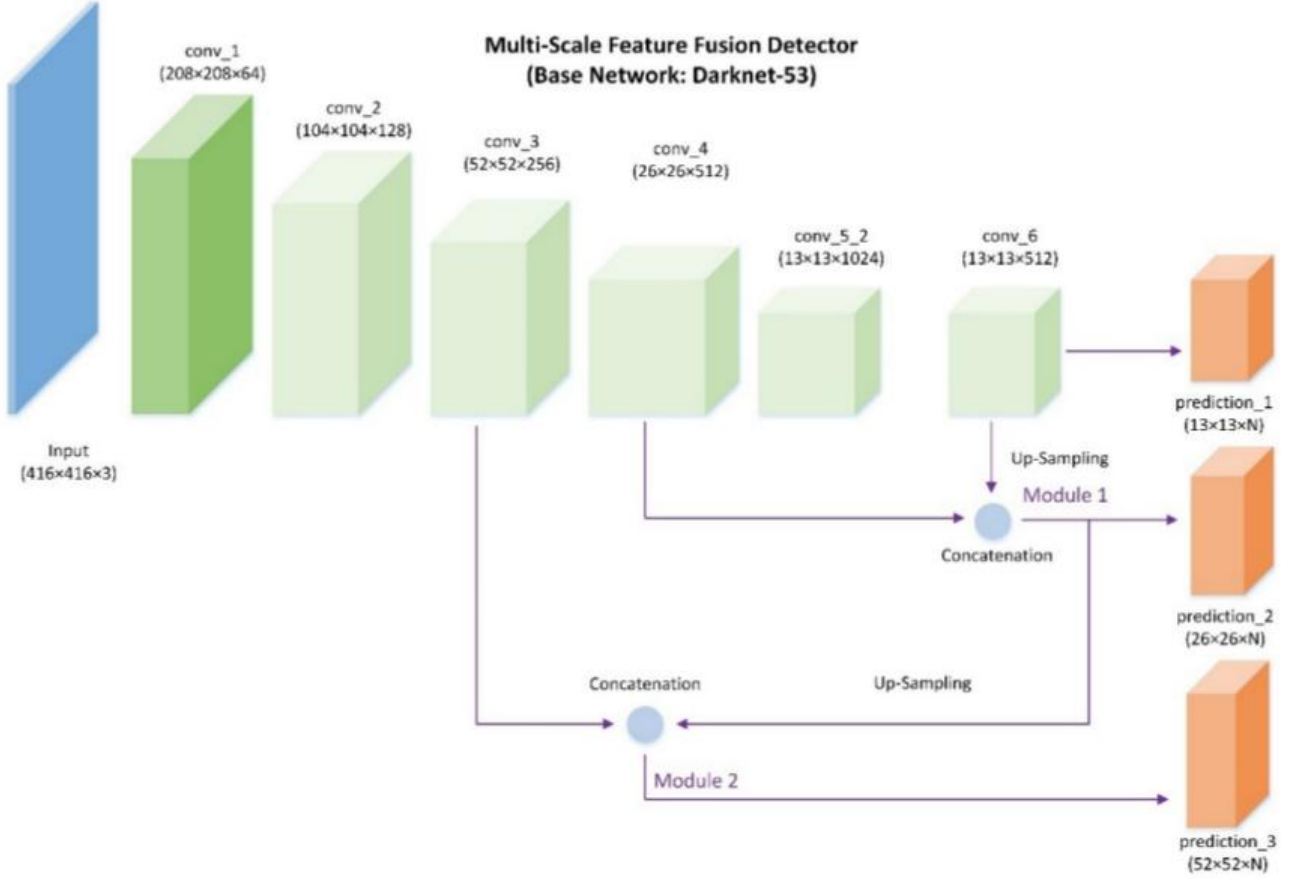 Multi-Scale Feature Fusion Detector
(Base Network: Darknet-53)
conv_1
(208×208×64)
conv_2
(104×104×128)
conv_3
(52×52×256)
conv_4
(26×26×512)
conv_5_2
(13×13×1024)
conv_6
(13×13×512)
Input
(416×416×3)
prediction_1
(13×13×N)
Up-Sampling
Module 1
Concatenation
prediction_2
(26×26×N)
Concatenation
Up-Sampling
Module 2
prediction_3
(52×52×N)